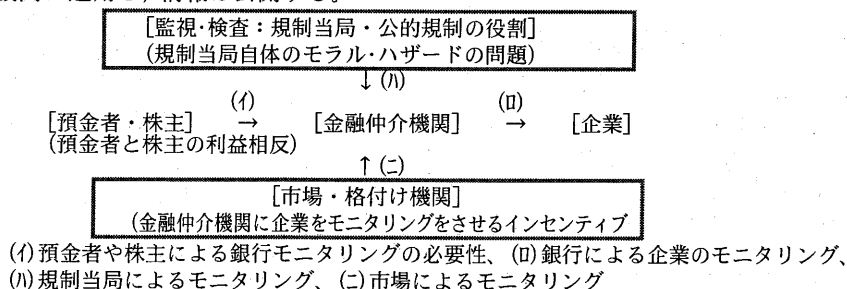 [監視・検査：規制当局・公的規制の役割]
(規制当局自体のモラル・ハザードの問題)
↓(ハ)
(イ) (ロ)
[預金者・株主] → [金融仲介機関] → [企業]
(預金者と株主の利益相反)
↑(ニ)
[市場・格付け機関]
(金融仲介機関に企業をモニタリングをさせるインセンティブ
(イ)預金者や株主による銀行モニタリングの必要性、(ロ)銀行による企業のモニタリング、
(ハ)規制当局によるモニタリング、(ニ)市場によるモニタリング